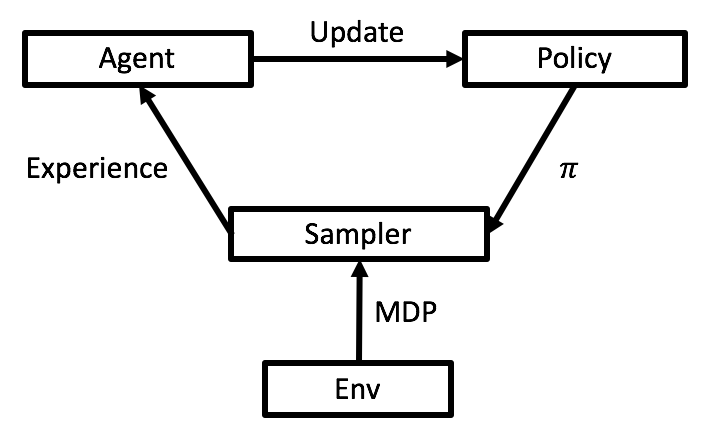 Update
Agent
Policy
Experience
π
Sampler
MDP
Env